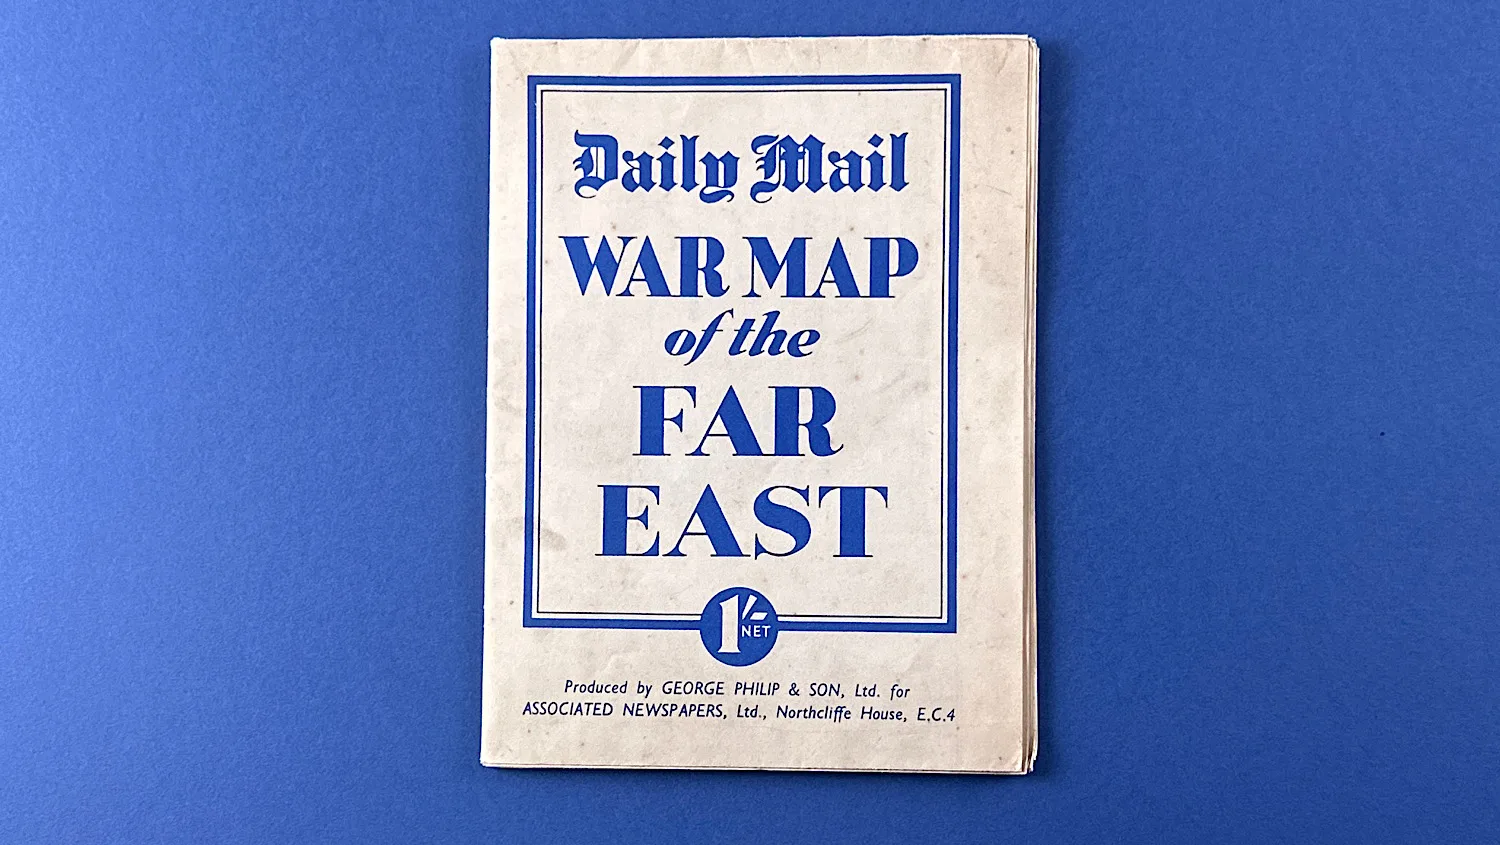 Daily Mail
WAR MAP
of the
FAR
EAST
1/-
NET
Produced by GEORGE PHILIP & SON, Ltd. for
ASSOCIATED NEWSPAPERS, Ltd., Northcliffe House, E.C.4